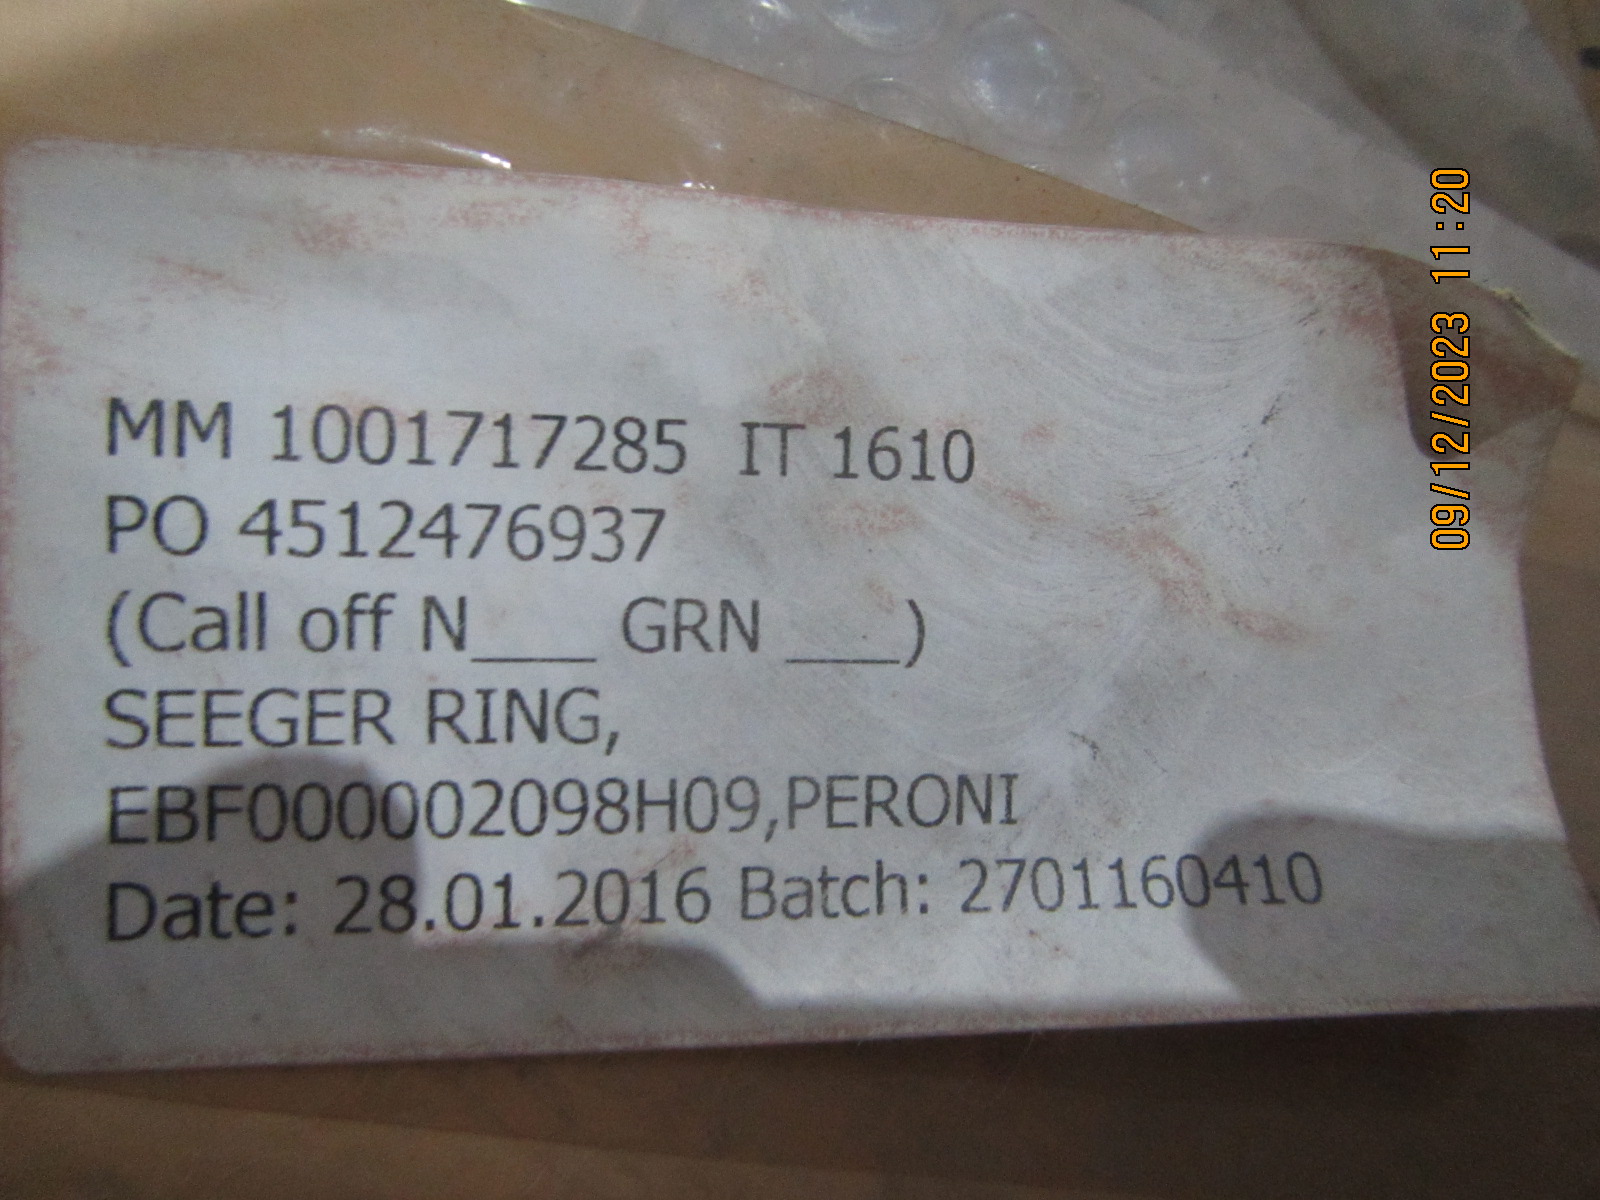 MM 1001717285 IT 1610
PO 4512476937
(Call off N___ GRN ___)
SEEGER RING,
EBF000002098H09,PERONI
Date: 28.01.2016 Batch: 2701160410
09/12/2023 11:20